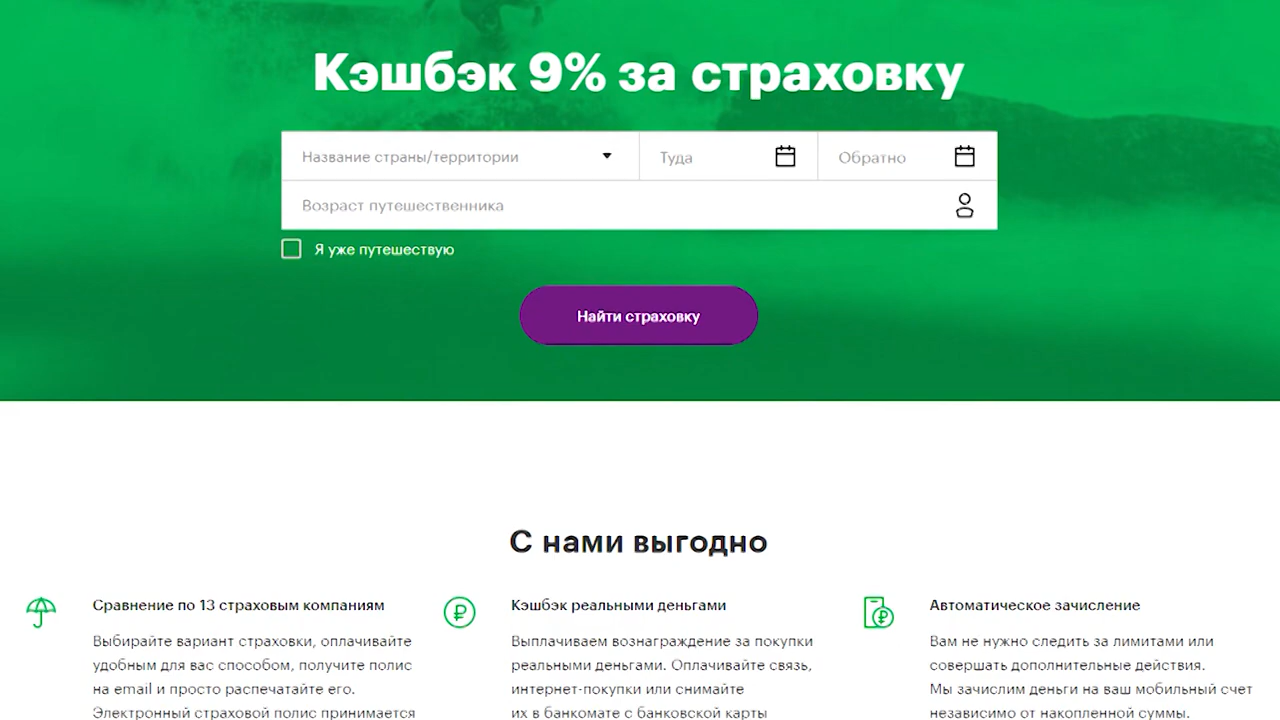 Кэшбэк 9% за страховку
Название страны/территории
Туда
Обратно
Возраст путешественника
Я уже путешествую
Найти страховку
С нами выгодно
Сравнение по 13 страховым компаниям
Выбирайте вариант страховки, оплачивайте
удобным для вас способом, получите полис
на email и просто распечатайте его.
Электронный страховой полис принимается
Кэшбэк реальными деньгами
Выплачиваем вознаграждение за покупки
реальными деньгами. Оплачивайте связь,
интернет-покупки или снимайте
их в банкомате с банковской карты
Автоматическое зачисление
Вам не нужно следить за лимитами или
совершать дополнительные действия.
Мы зачислим деньги на ваш мобильный счет
независимо от накопленной суммы.